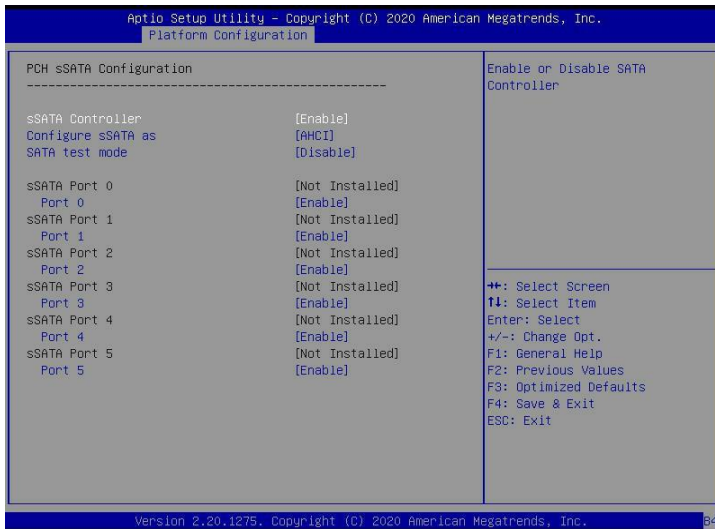 Aptio Setup Utility – Copyright (C) 2020 American Megatrends, Inc.
Platform Configuration
PCH sSATA Configuration
--------------------------------------------------
sSATA Controller [Enable]
Configure sSATA as [AHCI]
SATA test mode [Disable]
sSATA Port 0 [Not Installed]
Port 0 [Enable]
sSATA Port 1 [Not Installed]
Port 1 [Enable]
sSATA Port 2 [Not Installed]
Port 2 [Enable]
sSATA Port 3 [Not Installed]
Port 3 [Enable]
sSATA Port 4 [Not Installed]
Port 4 [Enable]
sSATA Port 5 [Not Installed]
Port 5 [Enable]
Enable or Disable SATA
Controller
→←: Select Screen
↑↓: Select Item
Enter: Select
+/-: Change Opt.
F1: General Help
F2: Previous Values
F3: Optimized Defaults
F4: Save & Exit
ESC: Exit
Version 2.20.1275. Copyright (C) 2020 American Megatrends, Inc.